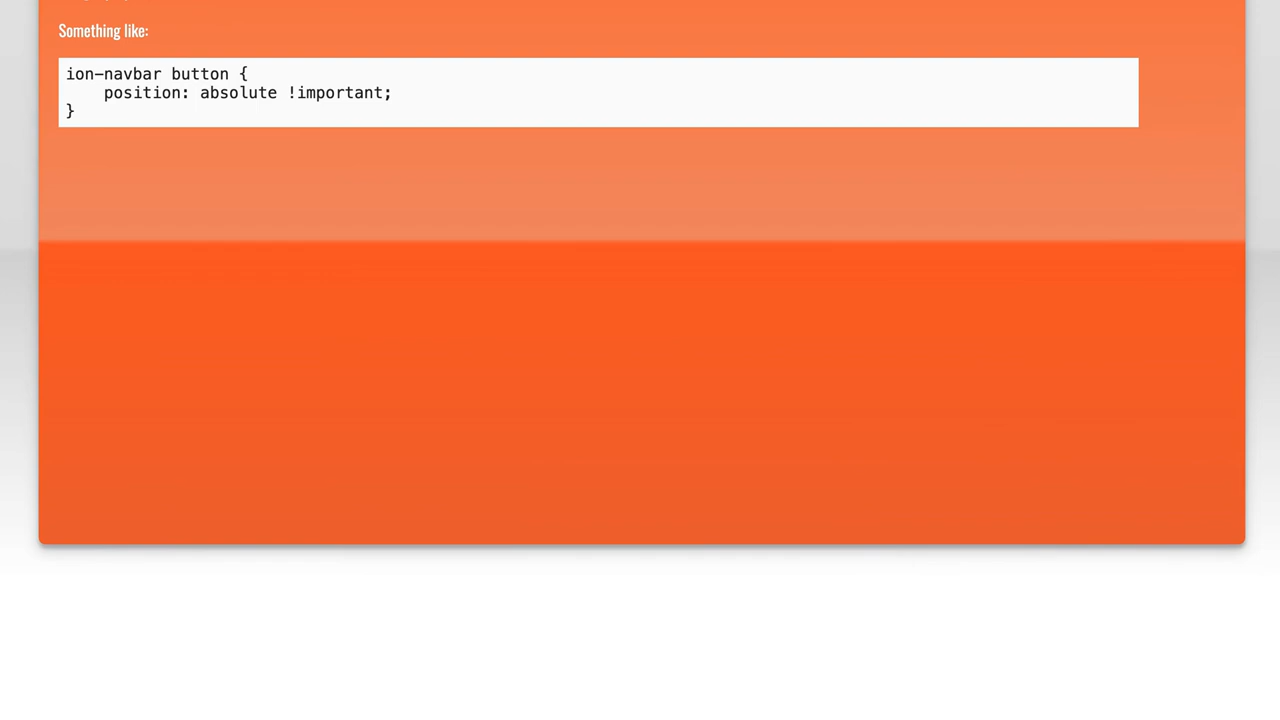 Something like:
ion-navbar button {
    position: absolute !important;
}